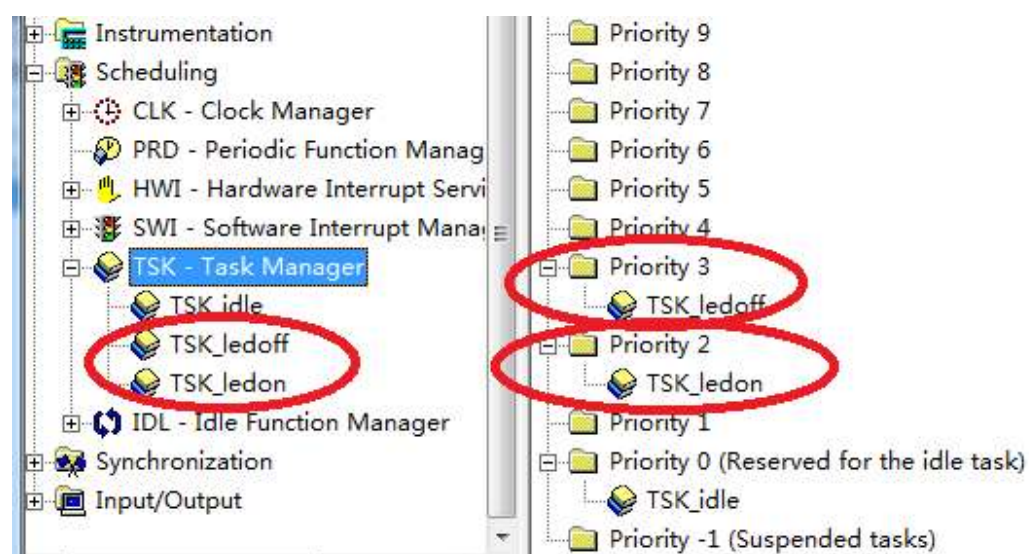 Instrumentation
Scheduling
CLK - Clock Manager
PRD - Periodic Function Manag
HWI - Hardware Interrupt Servi
SWI - Software Interrupt Mana
TSK - Task Manager
TSK_idle
TSK_ledoff
TSK_ledon
IDL - Idle Function Manager
Synchronization
Input/Output
Priority 9
Priority 8
Priority 7
Priority 6
Priority 5
Priority 4
Priority 3
TSK_ledoff
Priority 2
TSK_ledon
Priority 1
Priority 0 (Reserved for the idle task)
TSK_idle
Priority -1 (Suspended tasks)